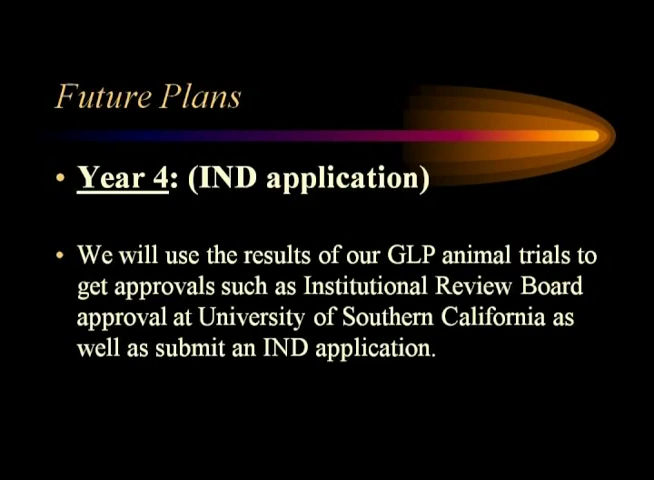 Future Plans
• Year 4: (IND application)
• We will use the results of our GLP animal trials to
get approvals such as Institutional Review Board
approval at University of Southern California as
well as submit an IND application.